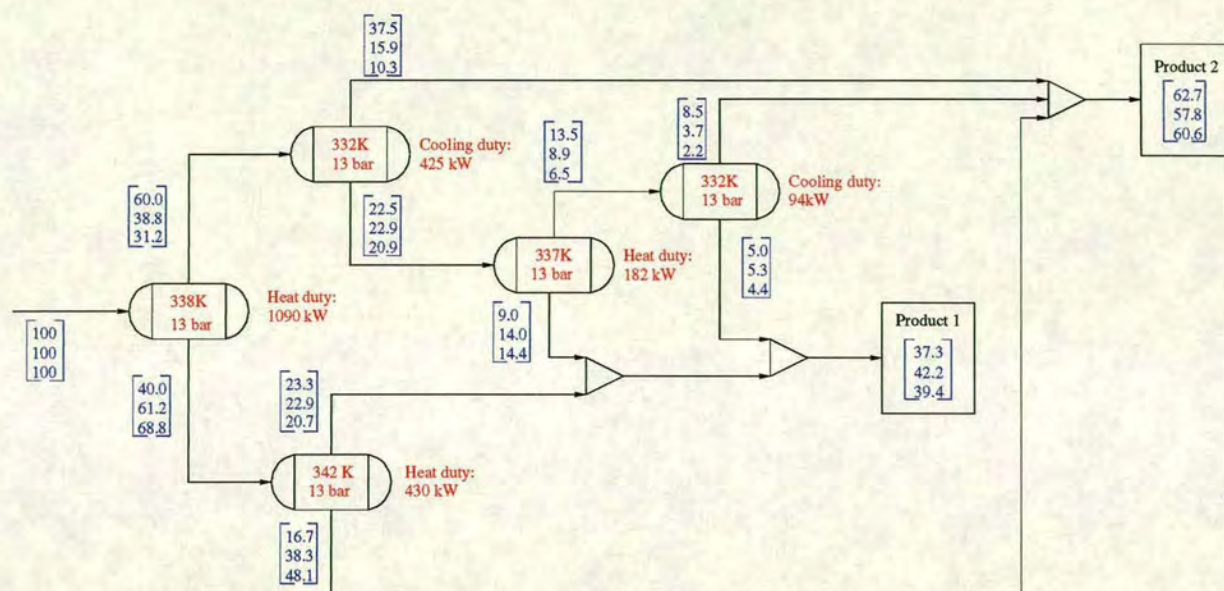 37.5
15.9
10.3
332K
13 bar
Cooling duty:
425 kW
60.0
38.8
31.2
22.5
22.9
20.9
13.5
8.9
6.5
8.5
3.7
2.2
332K
13 bar
Cooling duty:
94kW
Product 2
62.7
57.8
60.6
337K
13 bar
Heat duty:
182 kW
5.0
5.3
4.4
338K
13 bar
Heat duty:
1090 kW
100
100
100
9.0
14.0
14.4
Product 1
37.3
42.2
39.4
40.0
61.2
68.8
23.3
22.9
20.7
342 K
13 bar
Heat duty:
430 kW
16.7
38.3
48.1